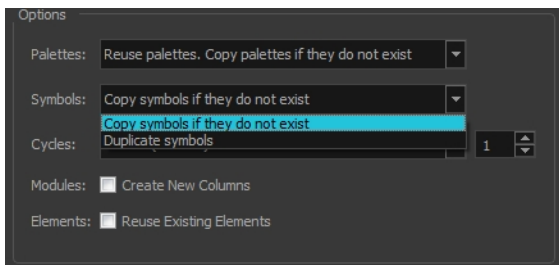 Options
Palettes: Reuse palettes. Copy palettes if they do not exist
Symbols: Copy symbols if they do not exist
Copy symbols if they do not exist
Cycles: 1
Duplicate symbols
Modules: Create New Columns
Elements: Reuse Existing Elements